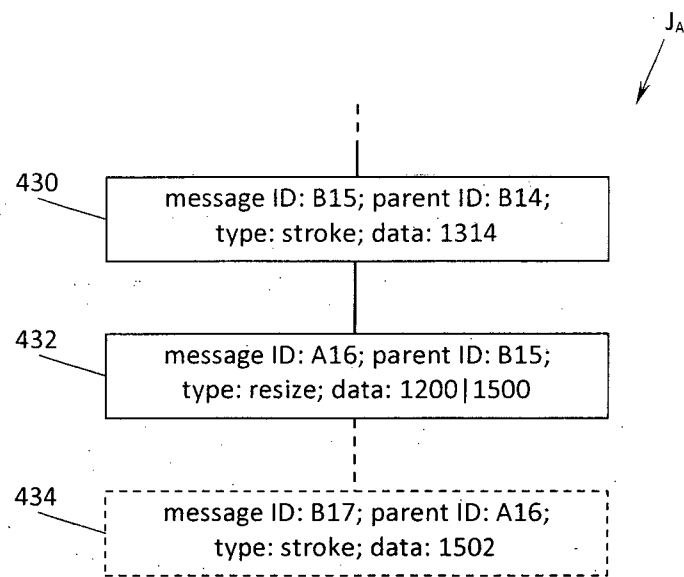 J_A
430
message ID: B15; parent ID: B14;
type: stroke; data: 1314
432
message ID: A16; parent ID: B15;
type: resize; data: 1200|1500
434
message ID: B17; parent ID: A16;
type: stroke; data: 1502